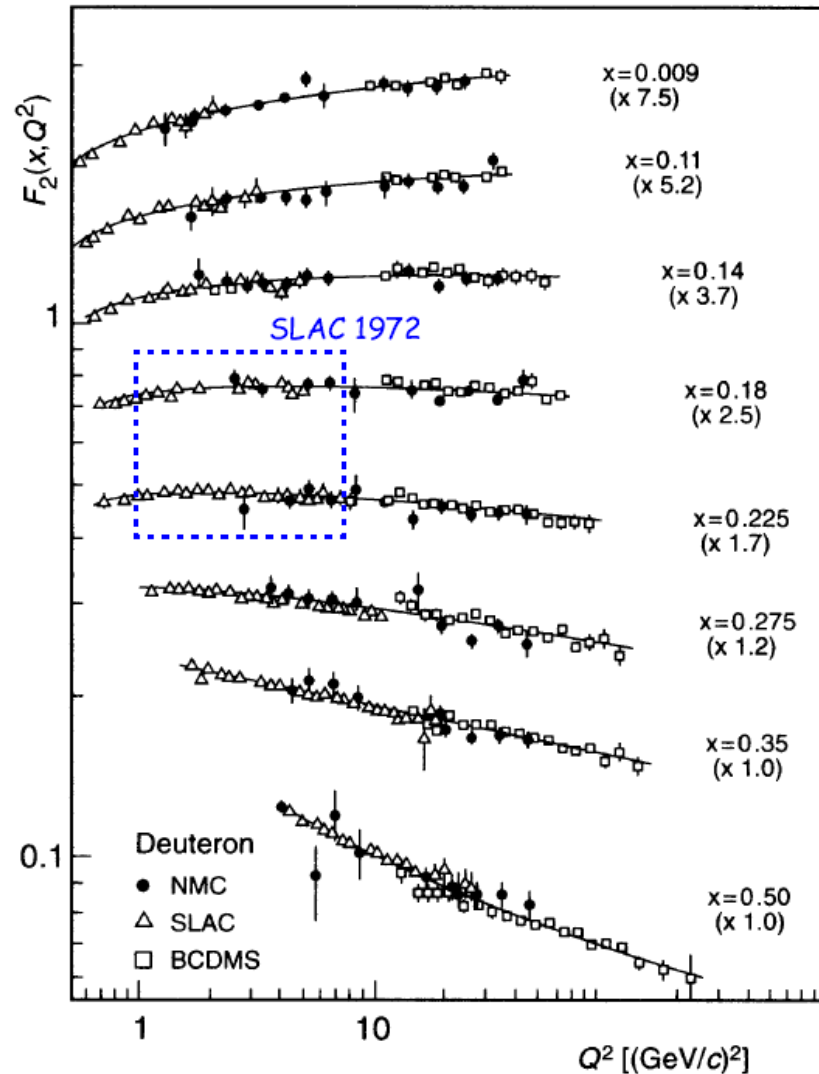 F₂(x,Q²)
x=0.009
(x 7.5)
x=0.11
(x 5.2)
x=0.14
(x 3.7)
1
SLAC 1972
x=0.18
(x 2.5)
x=0.225
(x 1.7)
x=0.275
(x 1.2)
x=0.35
(x 1.0)
0.1
Deuteron
NMC
SLAC
BCDMS
x=0.50
(x 1.0)
1 10
Q² [(GeV/c)²]